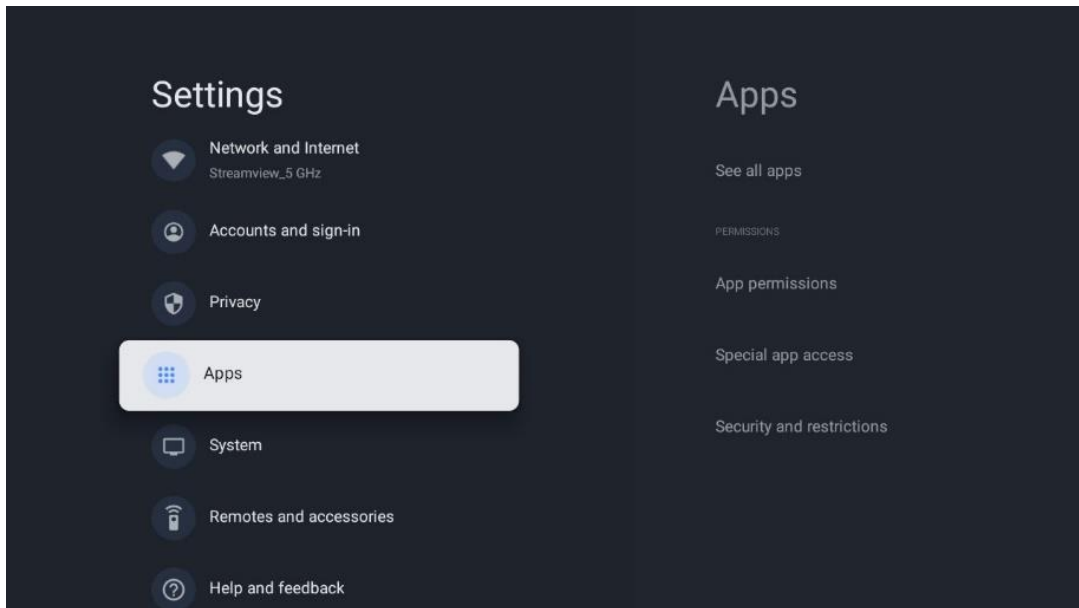 Settings
Network and Internet
Streamview_5 GHz
Accounts and sign-in
Privacy
Apps
System
Remotes and accessories
Help and feedback
Apps
See all apps
PERMISSIONS
App permissions
Special app access
Security and restrictions